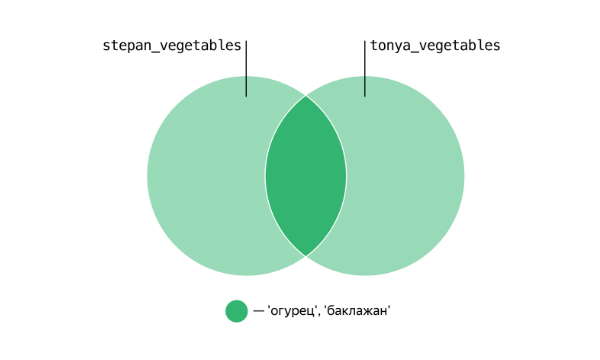 stepan_vegetables
tonya_vegetables
— 'огурец', 'баклажан'